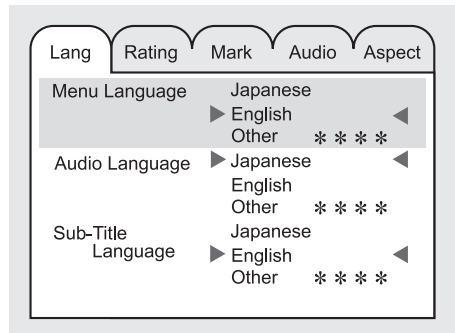 Lang Rating Mark Audio Aspect
Menu Language Japanese
English
Other ＊＊＊＊
Audio Language Japanese
English
Other ＊＊＊＊
Sub-Title Japanese
Language English
Other ＊＊＊＊